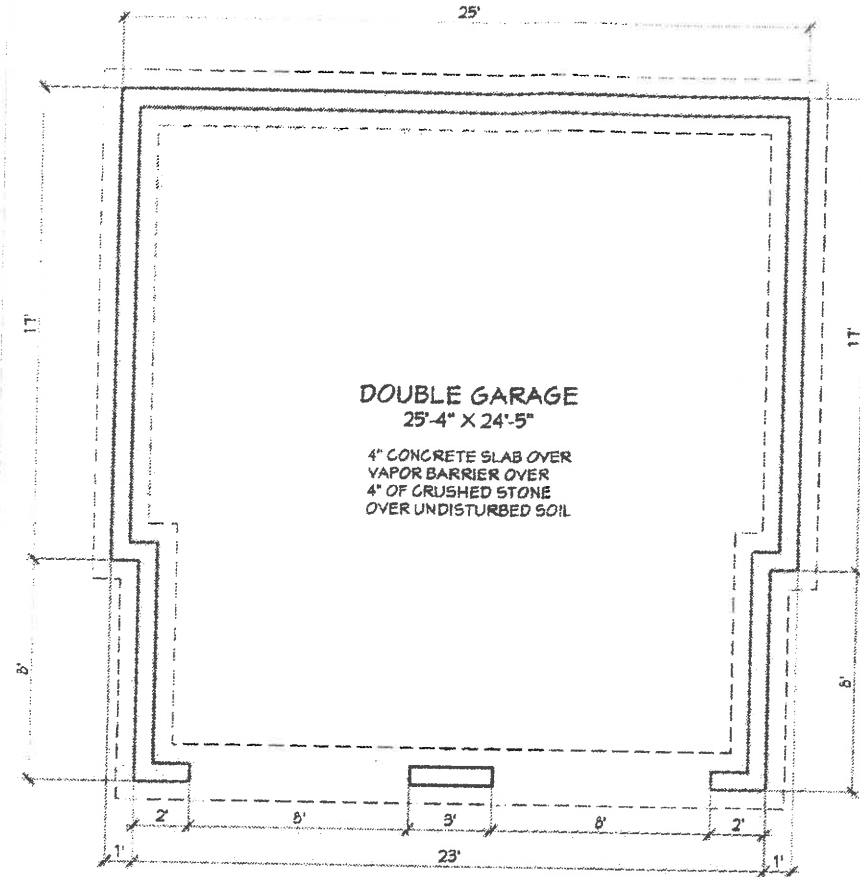 25'
17'
17'
DOUBLE GARAGE
25'-4" X 24'-5"
4" CONCRETE SLAB OVER
VAPOR BARRIER OVER
4" OF CRUSHED STONE
OVER UNDISTURBED SOIL
8'
8'
2'
8'
3'
8'
2'
1'
23'
1'